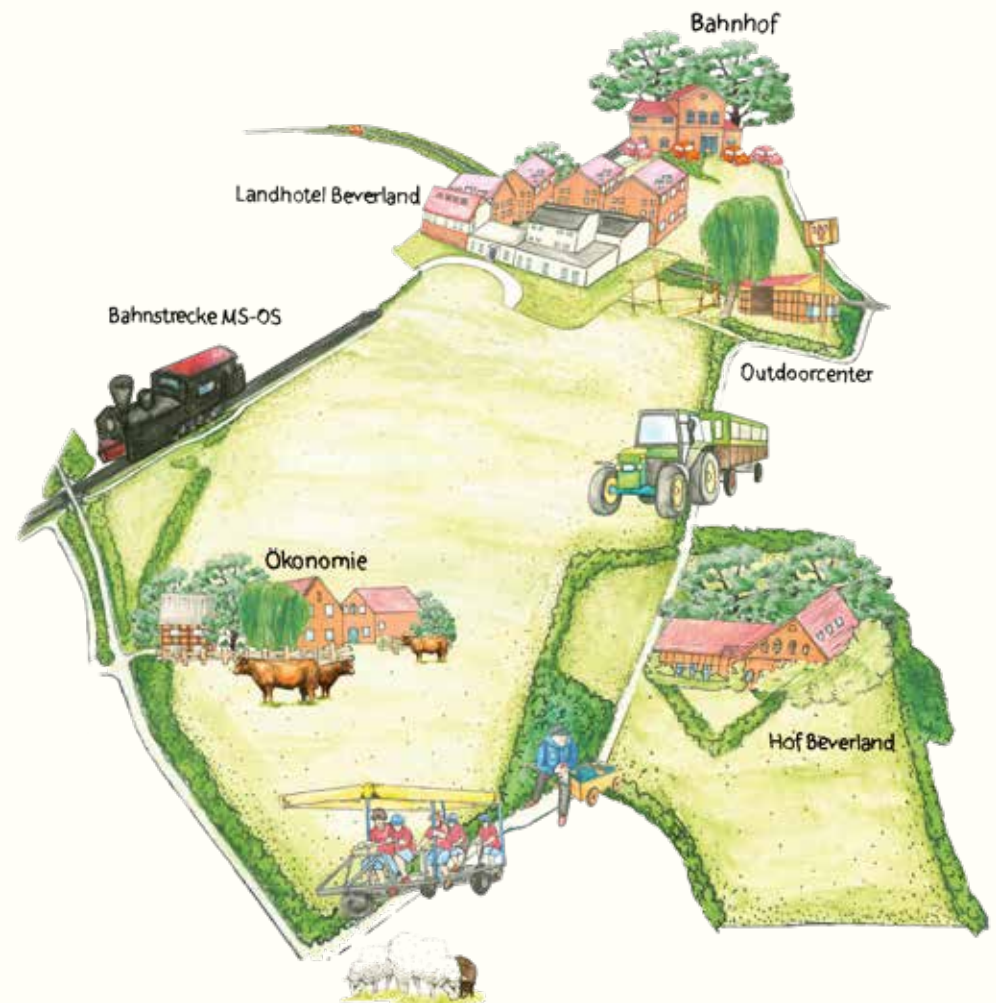 Bahnhof
Landhotel Beverland
Bahnstrecke MS-OS
Outdoorcenter
Ökonomie
Hof Beverland